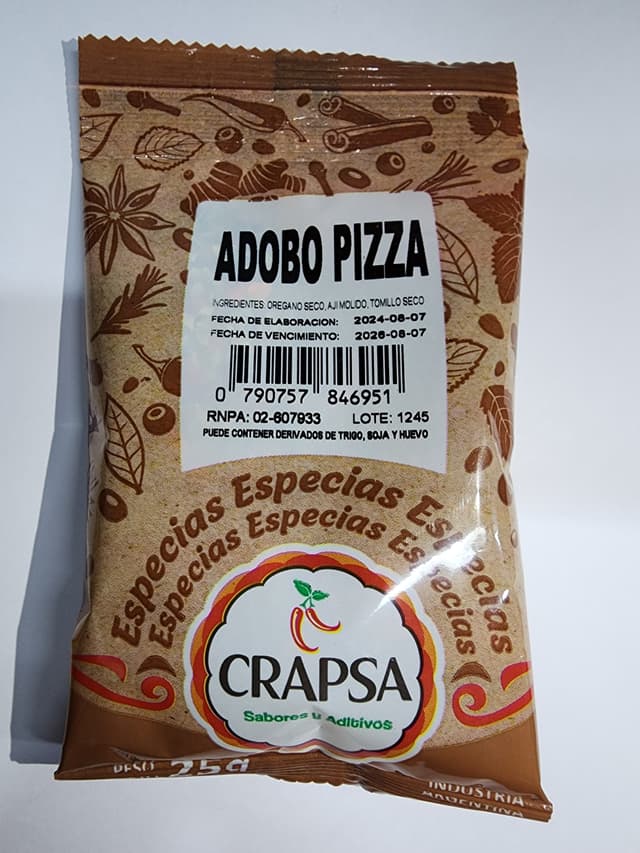 ADOBO PIZZA
INGREDIENTES: OREGANO SECO, AJI MOLIDO, TOMILLO SECO
FECHA DE ELABORACION: 2024-08-07
FECHA DE VENCIMIENTO: 2026-08-07
0 790757 846951
RNPA: 02-607933 LOTE: 1245
PUEDE CONTENER DERIVADOS DE TRIGO, SOJA Y HUEVO
Especias Especias Especias
Especias Especias Especias
CRAPSA
Sabores y Aditivos
PESO 25g
INDUSTRIA
ARGENTINA